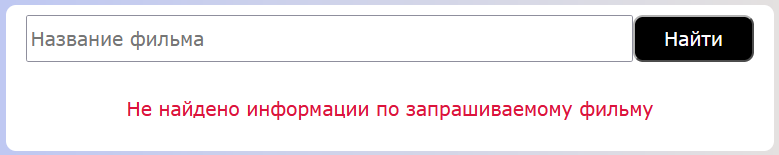 Название фильма
Найти
Не найдено информации по запрашиваемому фильму